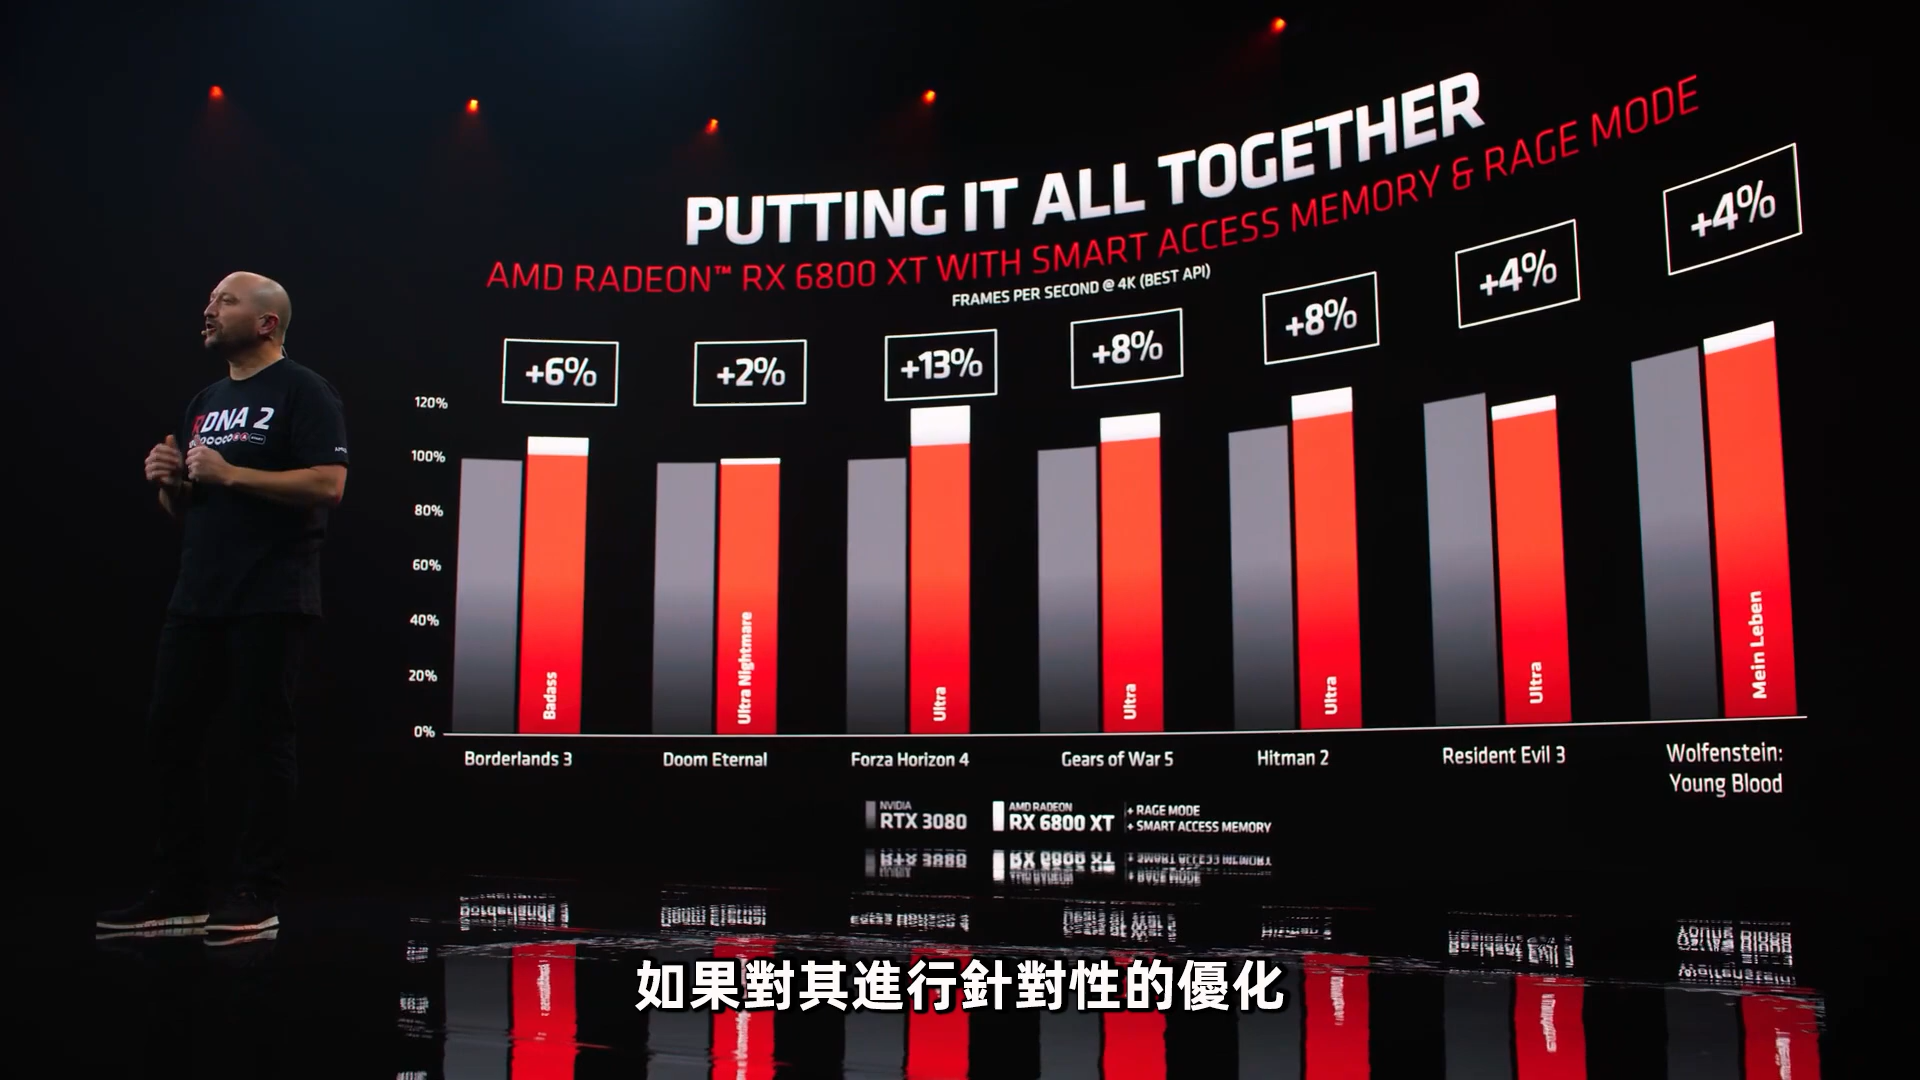 PUTTING IT ALL TOGETHER
AMD RADEON™ RX 6800 XT WITH SMART ACCESS MEMORY & RAGE MODE
FRAMES PER SECOND @ 4K (BEST API)
+6%
+2%
+13%
+8%
+8%
+4%
+4%
120%
100%
80%
60%
40%
20%
0%
Badass
Ultra Nightmare
Ultra
Ultra
Ultra
Ultra
Mein Leben
Borderlands 3
Doom Eternal
Forza Horizon 4
Gears of War 5
Hitman 2
Resident Evil 3
Wolfenstein:
Young Blood
NVIDIA
RTX 3080
AMD RADEON
RX 6800 XT
+ RAGE MODE
+ SMART ACCESS MEMORY
RDNA 2
如果對其進行針對性的優化